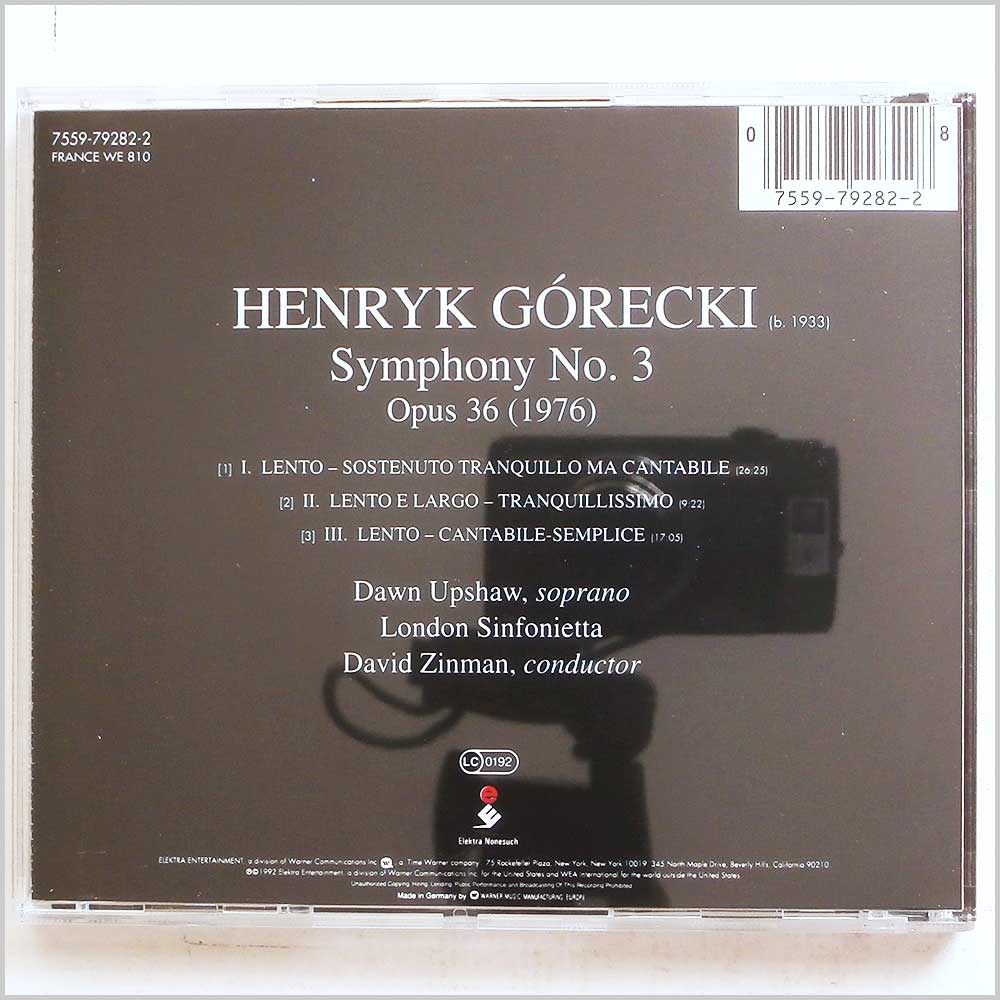 7559-79282-2
FRANCE WE 810
0 8
7559-79282-2
HENRYK GÓRECKI (b. 1933)
Symphony No. 3
Opus 36 (1976)
[1] I. LENTO – SOSTENUTO TRANQUILLO MA CANTABILE (26:25)
[2] II. LENTO E LARGO – TRANQUILLISSIMO (9:22)
[3] III. LENTO – CANTABILE-SEMPLICE (17:05)
Dawn Upshaw, soprano
London Sinfonietta
David Zinman, conductor
LC 0192
Elektra Nonesuch
ELEKTRA ENTERTAINMENT, a division of Warner Communications Inc., a Time Warner company. 75 Rockefeller Plaza, New York, New York 10019. 345 North Maple Drive, Beverly Hills, California 90210.
℗© 1992 Elektra Entertainment, a division of Warner Communications Inc. for the United States and WEA International for the world outside the United States.
Unauthorized Copying, Hiring, Lending, Public Performance and Broadcasting Of This Recording Prohibited.
Made in Germany by WARNER MUSIC MANUFACTURING EUROPE